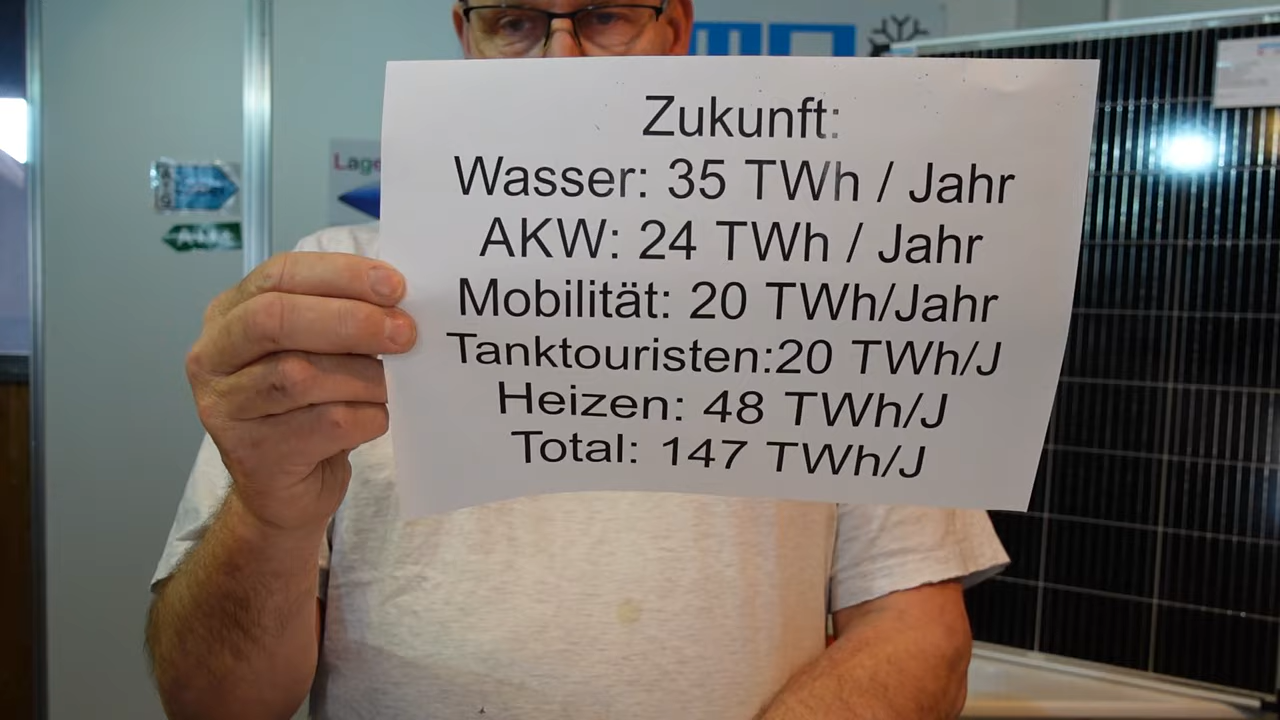 Zukunft:
Wasser: 35 TWh / Jahr
AKW: 24 TWh / Jahr
Mobilität: 20 TWh/Jahr
Tanktouristen:20 TWh/J
Heizen: 48 TWh/J
Total: 147 TWh/J
Lage